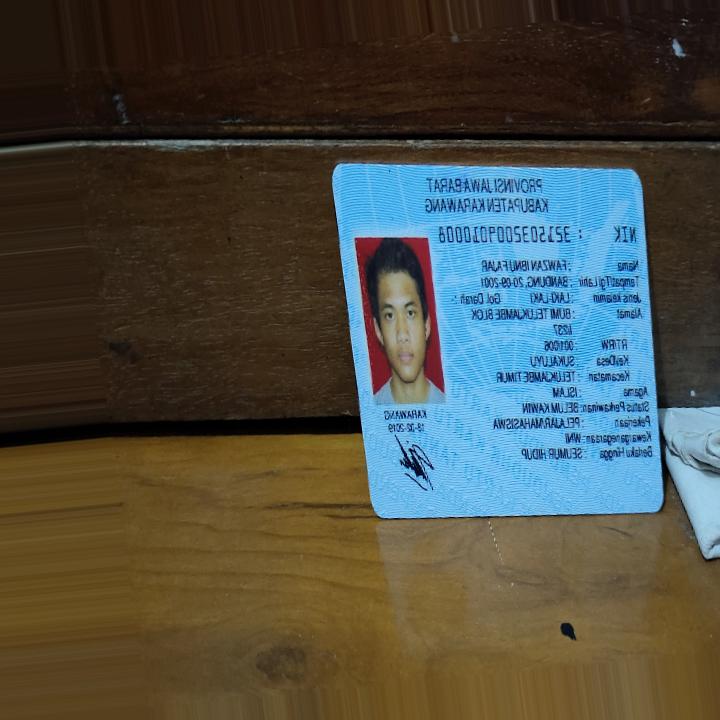 PROVINSI JAWA BARAT
KABUPATEN KARAWANG
NIK : 3215032009010008
Nama : FAWZAN IBNU FAJAR
Tempat/Tgl Lahir : BANDUNG, 20-09-2001
Jenis kelamin : LAKI-LAKI Gol. Darah : -
Alamat : BUMI TELUKJAMBE BLOK
RT/RW : 001/006
Kel/Desa : SUKALUYU
Kecamatan : TELUKJAMBE TIMUR
Agama : ISLAM
Status Perkawinan: BELUM KAWIN
Pekerjaan : PELAJAR/MAHASISWA
Kewarganegaraan: WNI
Berlaku Hingga : SEUMUR HIDUP
KARAWANG
18-02-2019